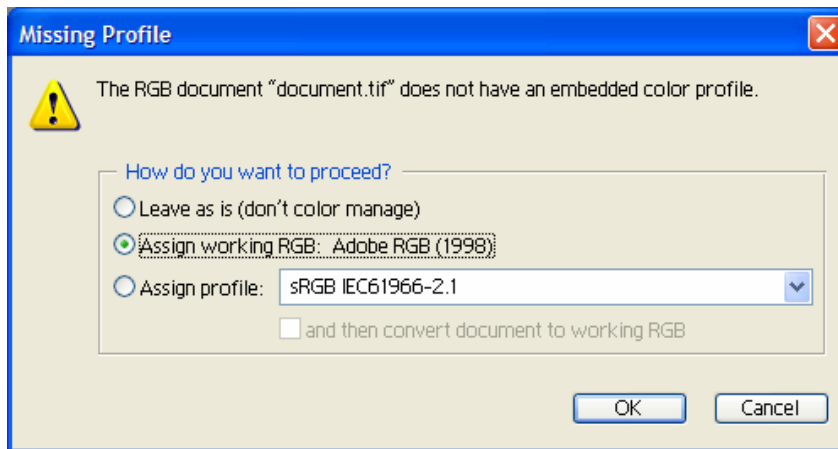 Missing Profile
The RGB document “document.tif” does not have an embedded color profile.
How do you want to proceed?
Leave as is (don't color manage)
Assign working RGB: Adobe RGB (1998)
Assign profile: sRGB IEC61966-2.1
and then convert document to working RGB
OK Cancel